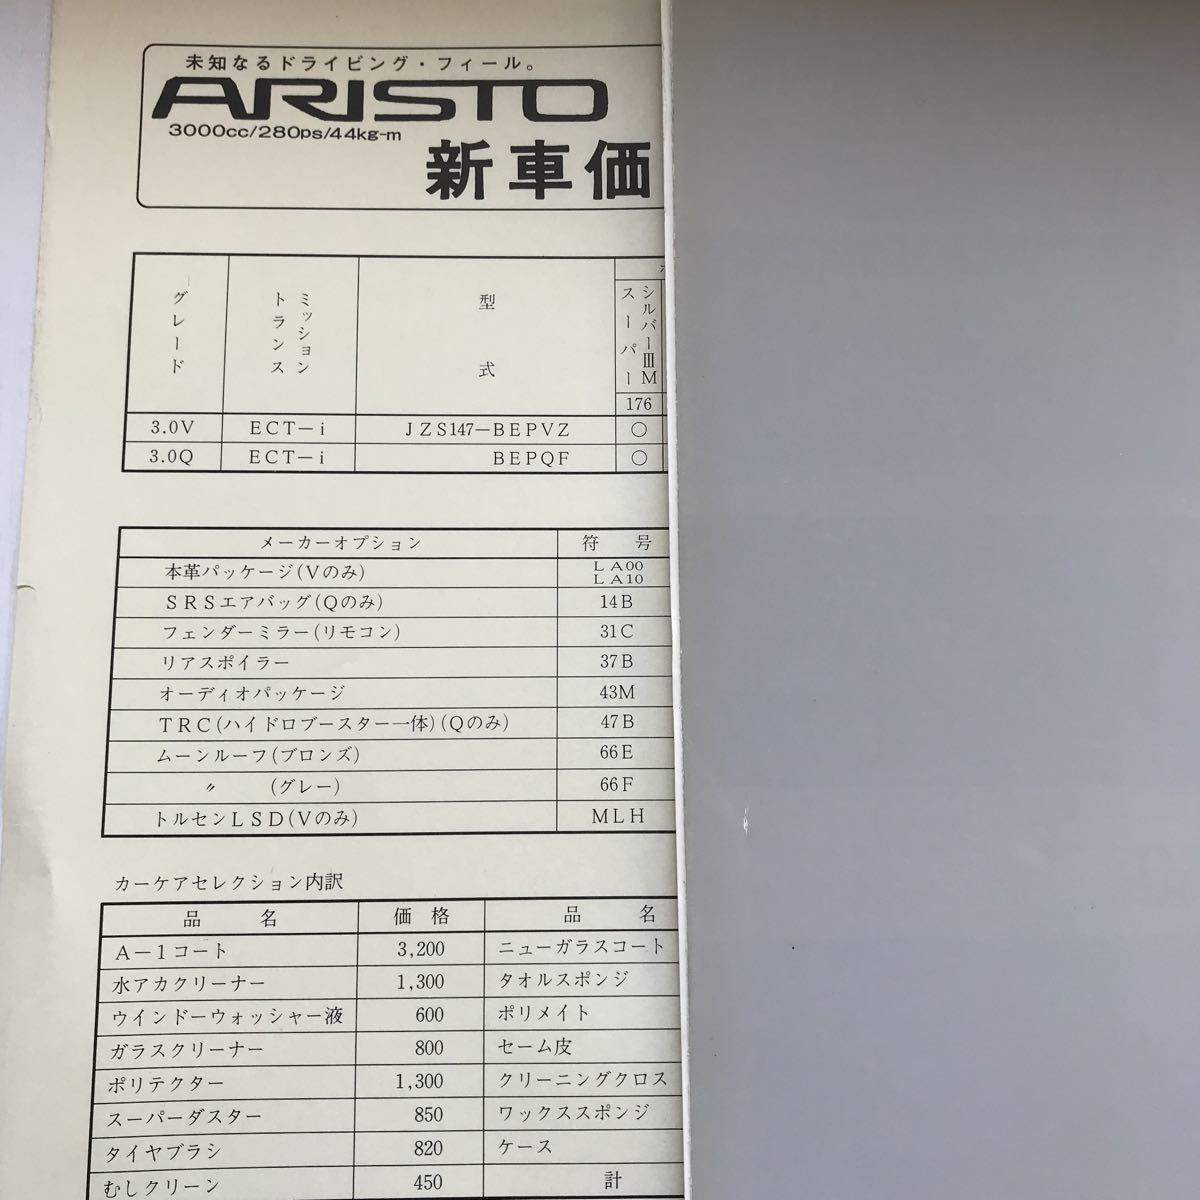 未知なるドライビング・フィール。
ARISTO
3000cc/280ps/44kg-m
新車価
グレード
トランスミッション
型式
スーパーシルバーⅢM
176
3.0V ECT－i JZS147－BEPVZ ○
3.0Q ECT－i BEPQF ○
メーカーオプション 符号
本革パッケージ(Vのみ) LA00 LA10
SRSエアバッグ(Qのみ) 14B
フェンダーミラー(リモコン) 31C
リアスポイラー 37B
オーディオパッケージ 43M
TRC(ハイドロブースター一体)(Qのみ) 47B
ムーンルーフ(ブロンズ) 66E
〃 (グレー) 66F
トルセンLSD(Vのみ) MLH
カーケアセレクション内訳
品名 価格 品名
A－1コート 3,200 ニューガラスコート
水アカクリーナー 1,300 タオルスポンジ
ウインドーウォッシャー液 600 ポリメイト
ガラスクリーナー 800 セーム皮
ポリテクター 1,300 クリーニングクロス
スーパーダスター 850 ワックススポンジ
タイヤブラシ 820 ケース
むしクリーン 450 計